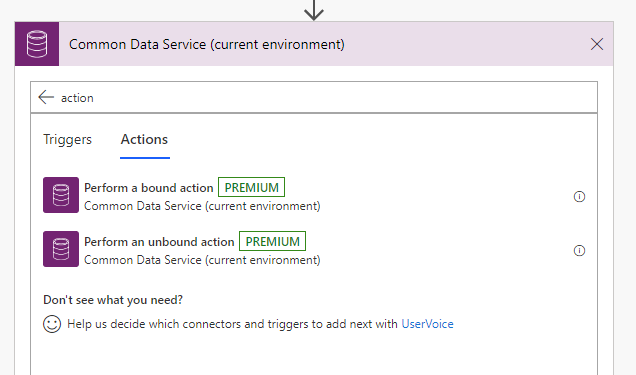 Common Data Service (current environment)
action
Triggers Actions
Perform a bound action PREMIUM
Common Data Service (current environment)
Perform an unbound action PREMIUM
Common Data Service (current environment)
Don't see what you need?
Help us decide which connectors and triggers to add next with UserVoice